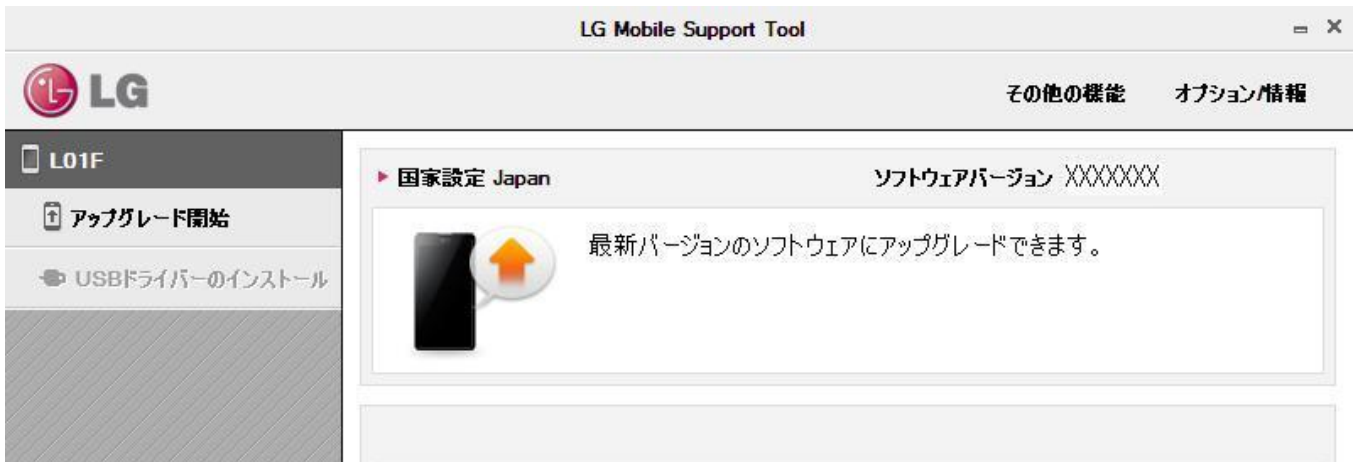 LG Mobile Support Tool
LG
その他の機能 オプション/情報
L01F
国家設定 Japan ソフトウェアバージョン XXXXXXX
アップグレード開始
最新バージョンのソフトウェアにアップグレードできます。
USBドライバーのインストール